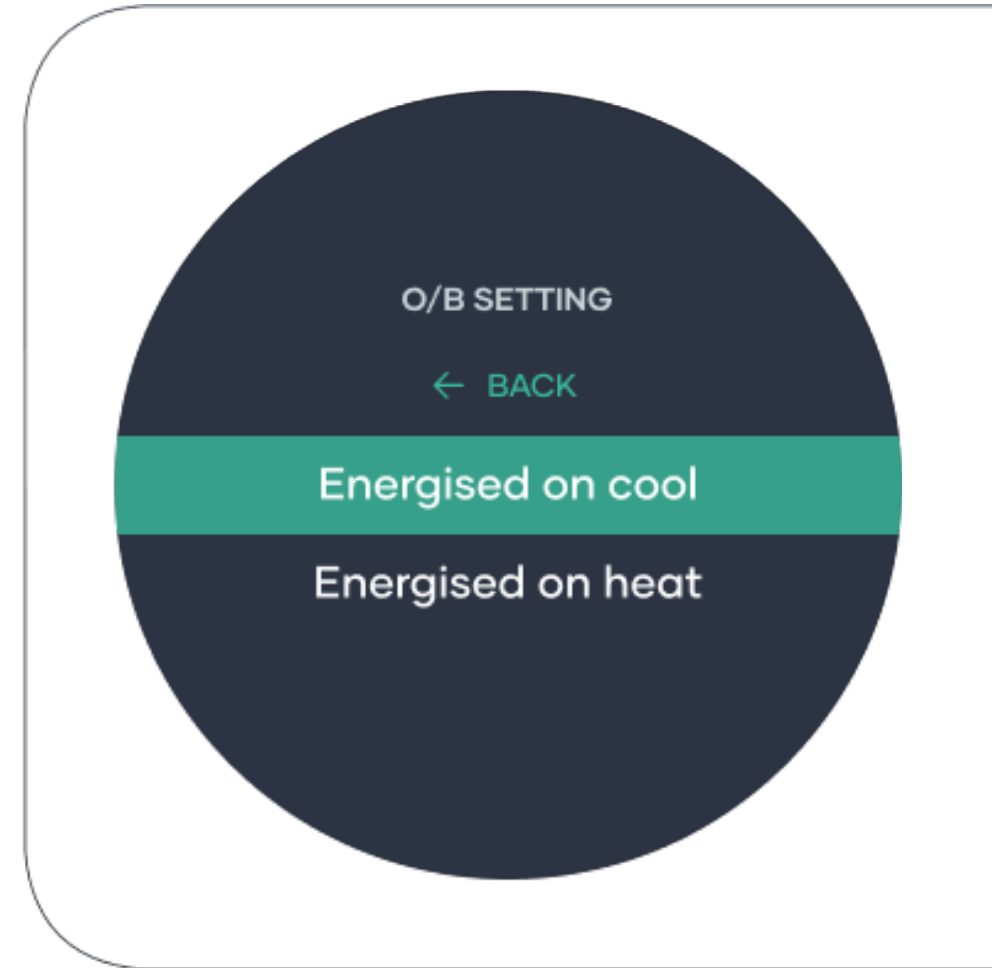 O/B SETTING
← BACK
Energised on cool
Energised on heat